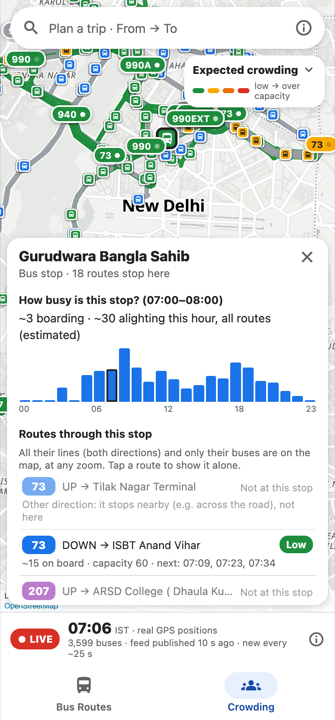 Plan a trip · From → To
990
990A
Expected crowding
low → over
capacity
940
990EXT
73
990
73
73
New Delhi
Gurudwara Bangla Sahib
Bus stop · 18 routes stop here
How busy is this stop? (07:00–08:00)
~3 boarding · ~30 alighting this hour, all routes
(estimated)
00 06 12 18 23
Routes through this stop
All their lines (both directions) and only their buses are on the
map, at any zoom. Tap a route to show it alone.
73 UP → Tilak Nagar Terminal Not at this stop
Other direction: it stops nearby (e.g. across the road), not
here
73 DOWN → ISBT Anand Vihar Low
~15 on board · capacity 60 · next: 07:09, 07:23, 07:34
207 UP → ARSD College ( Dhaula Ku... Not at this stop
OpenStreetMap
LIVE 07:06 IST · real GPS positions
3,599 buses · feed published 10 s ago · new every
~25 s
Bus Routes Crowding